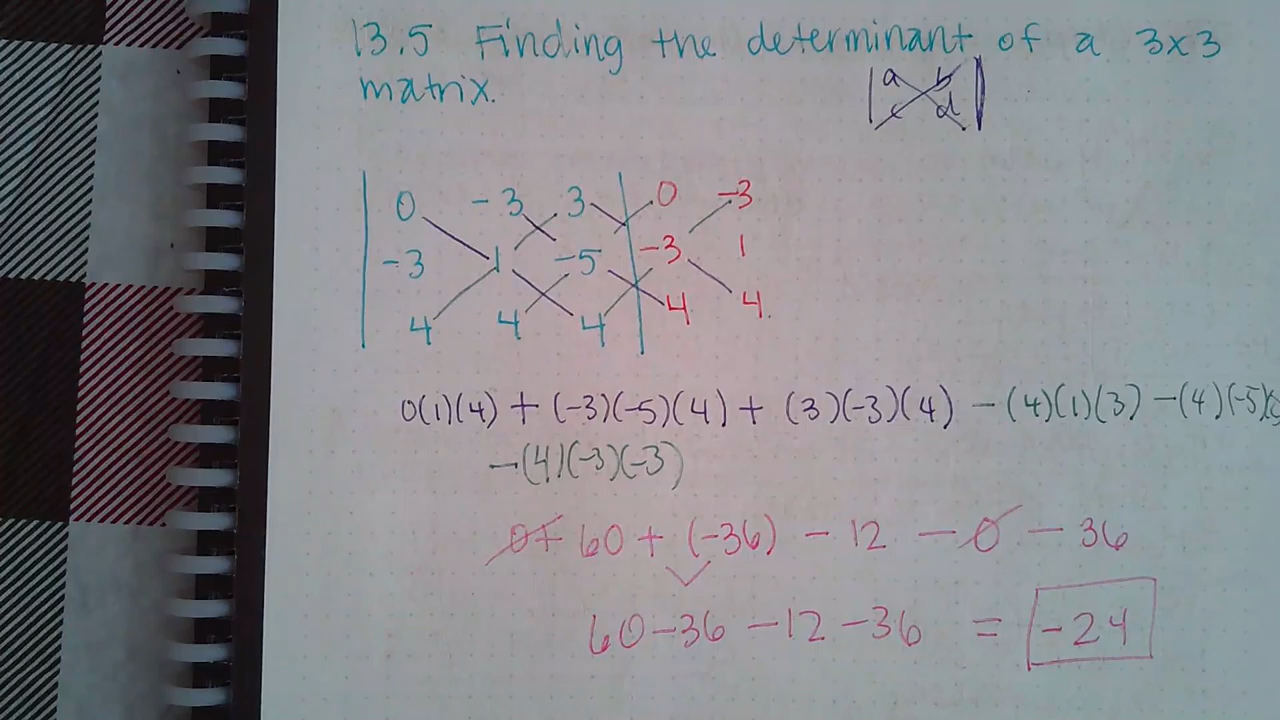 13.5 Finding the determinant of a 3x3
matrix.
a b
c d
0 -3 3 0 -3
-3 1 -5 -3 1
4 4 4 4 4
0(1)(4) + (-3)(-5)(4) + (3)(-3)(4) - (4)(1)(3) - (4)(-5)(
-(4)(-3)(-3)
0+ 60 + (-36) - 12 - 0 - 36
60-36 -12 -36 = -24